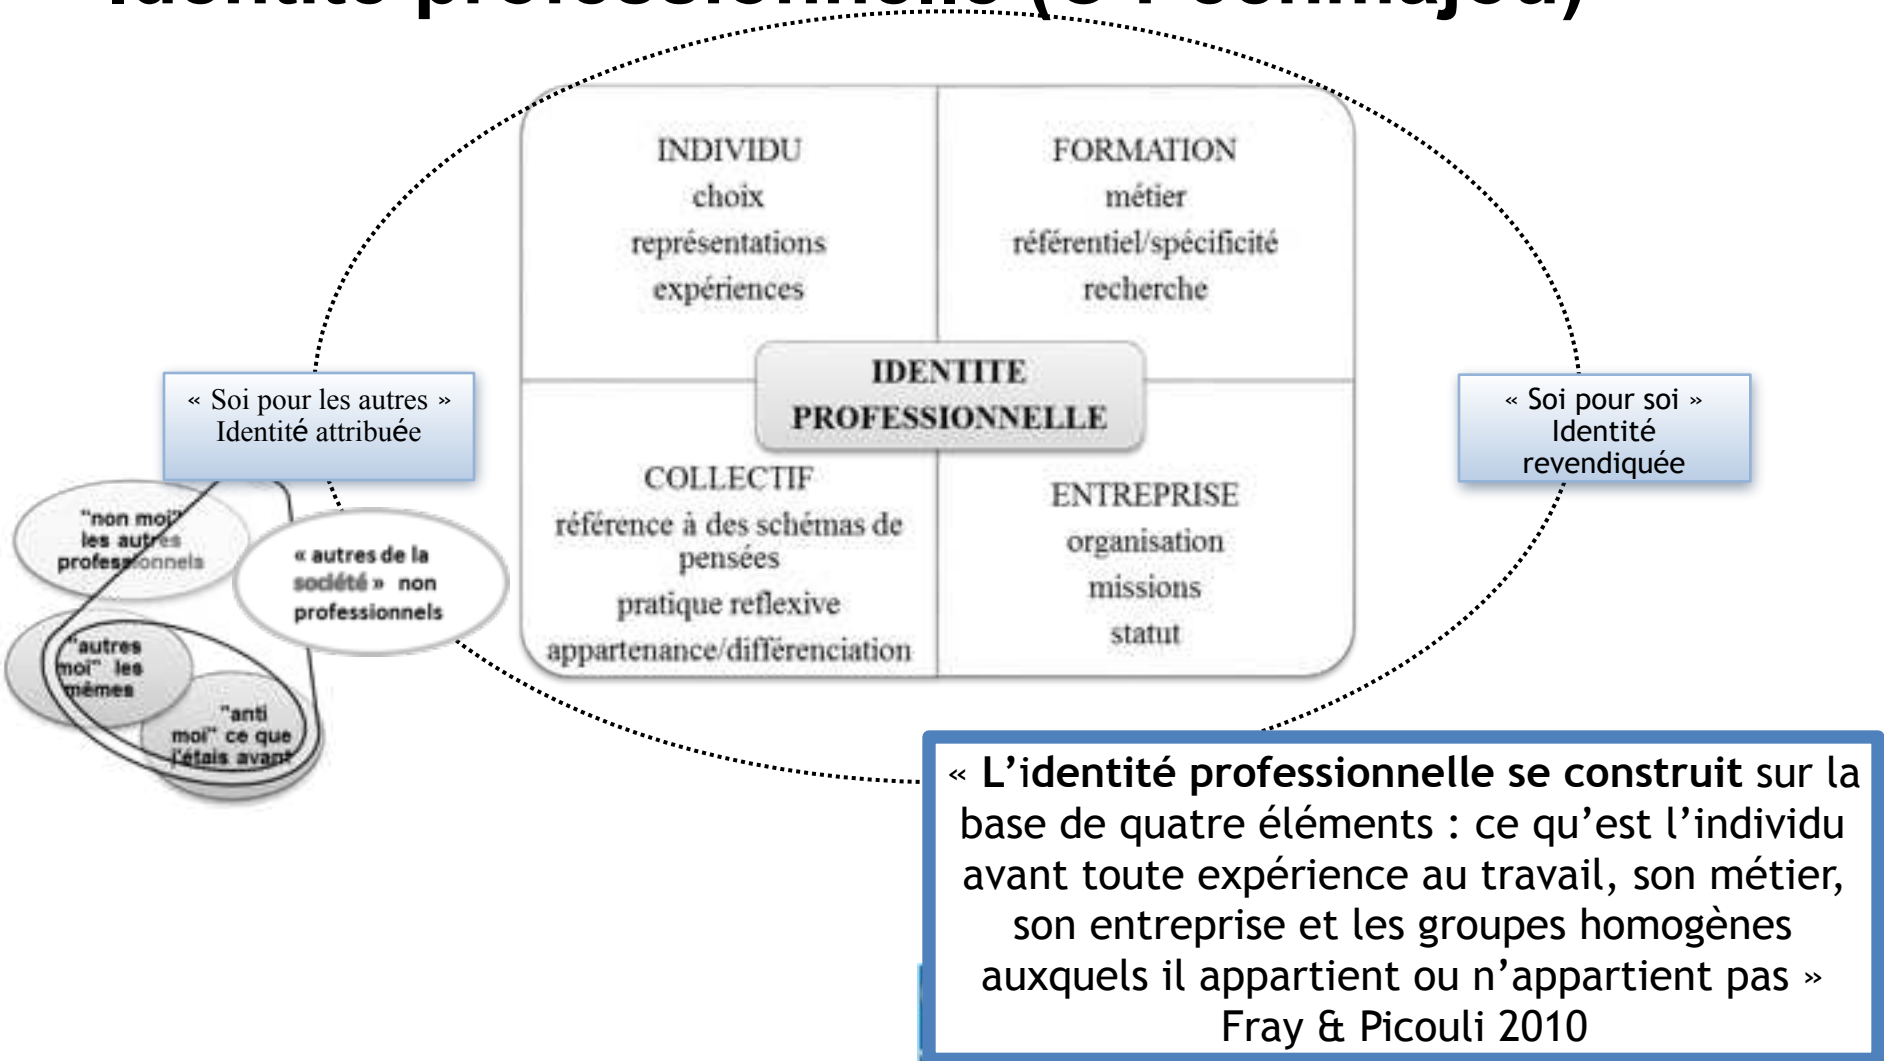 professionnelle
INDIVIDU
choix
représentations
expériences
FORMATION
métier
référentiel/spécificité
recherche
IDENTITE
PROFESSIONNELLE
« Soi pour les autres »
Identité attribuée
« Soi pour soi »
Identité
revendiquée
COLLECTIF
référence à des schémas de
pensées
pratique reflexive
appartenance/différenciation
ENTREPRISE
organisation
missions
statut
"non moi"
les autres
professionnels
« autres de la
société » non
professionnels
"autres
moi" les
mêmes
"anti
moi" ce que
j'étais avant
« L’identité professionnelle se construit sur la
base de quatre éléments : ce qu’est l’individu
avant toute expérience au travail, son métier,
son entreprise et les groupes homogènes
auxquels il appartient ou n’appartient pas »
Fray & Picouli 2010